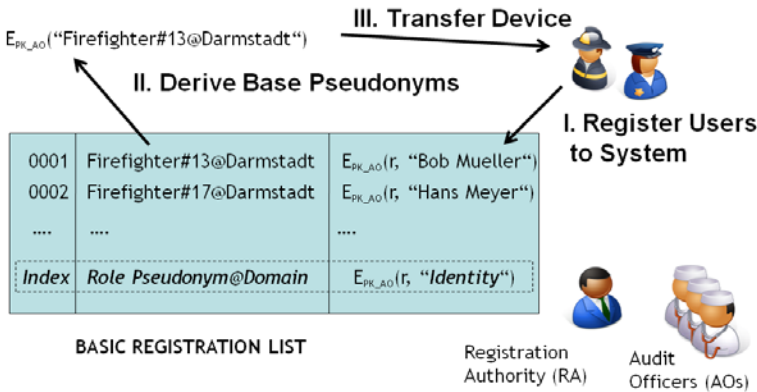 III. Transfer Device
E_PK_AO("Firefighter#13@Darmstadt“)
II. Derive Base Pseudonyms
I. Register Users
to System
0001 Firefighter#13@Darmstadt E_PK_AO(r, “Bob Mueller“)
0002 Firefighter#17@Darmstadt E_PK_AO(r, “Hans Meyer“)
.... .... ....
Index Role Pseudonym@Domain E_PK_AO(r, “Identity“)
BASIC REGISTRATION LIST
Registration
Authority (RA)
Audit
Officers (AOs)